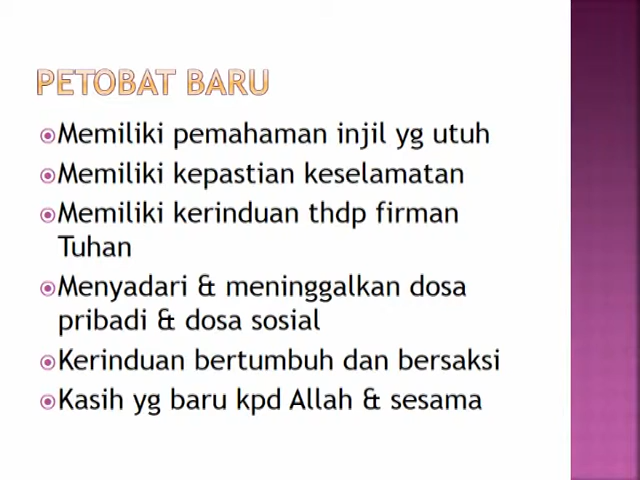 PETOBAT BARU
Memiliki pemahaman injil yg utuh
Memiliki kepastian keselamatan
Memiliki kerinduan thdp firman
Tuhan
Menyadari & meninggalkan dosa
pribadi & dosa sosial
Kerinduan bertumbuh dan bersaksi
Kasih yg baru kpd Allah & sesama